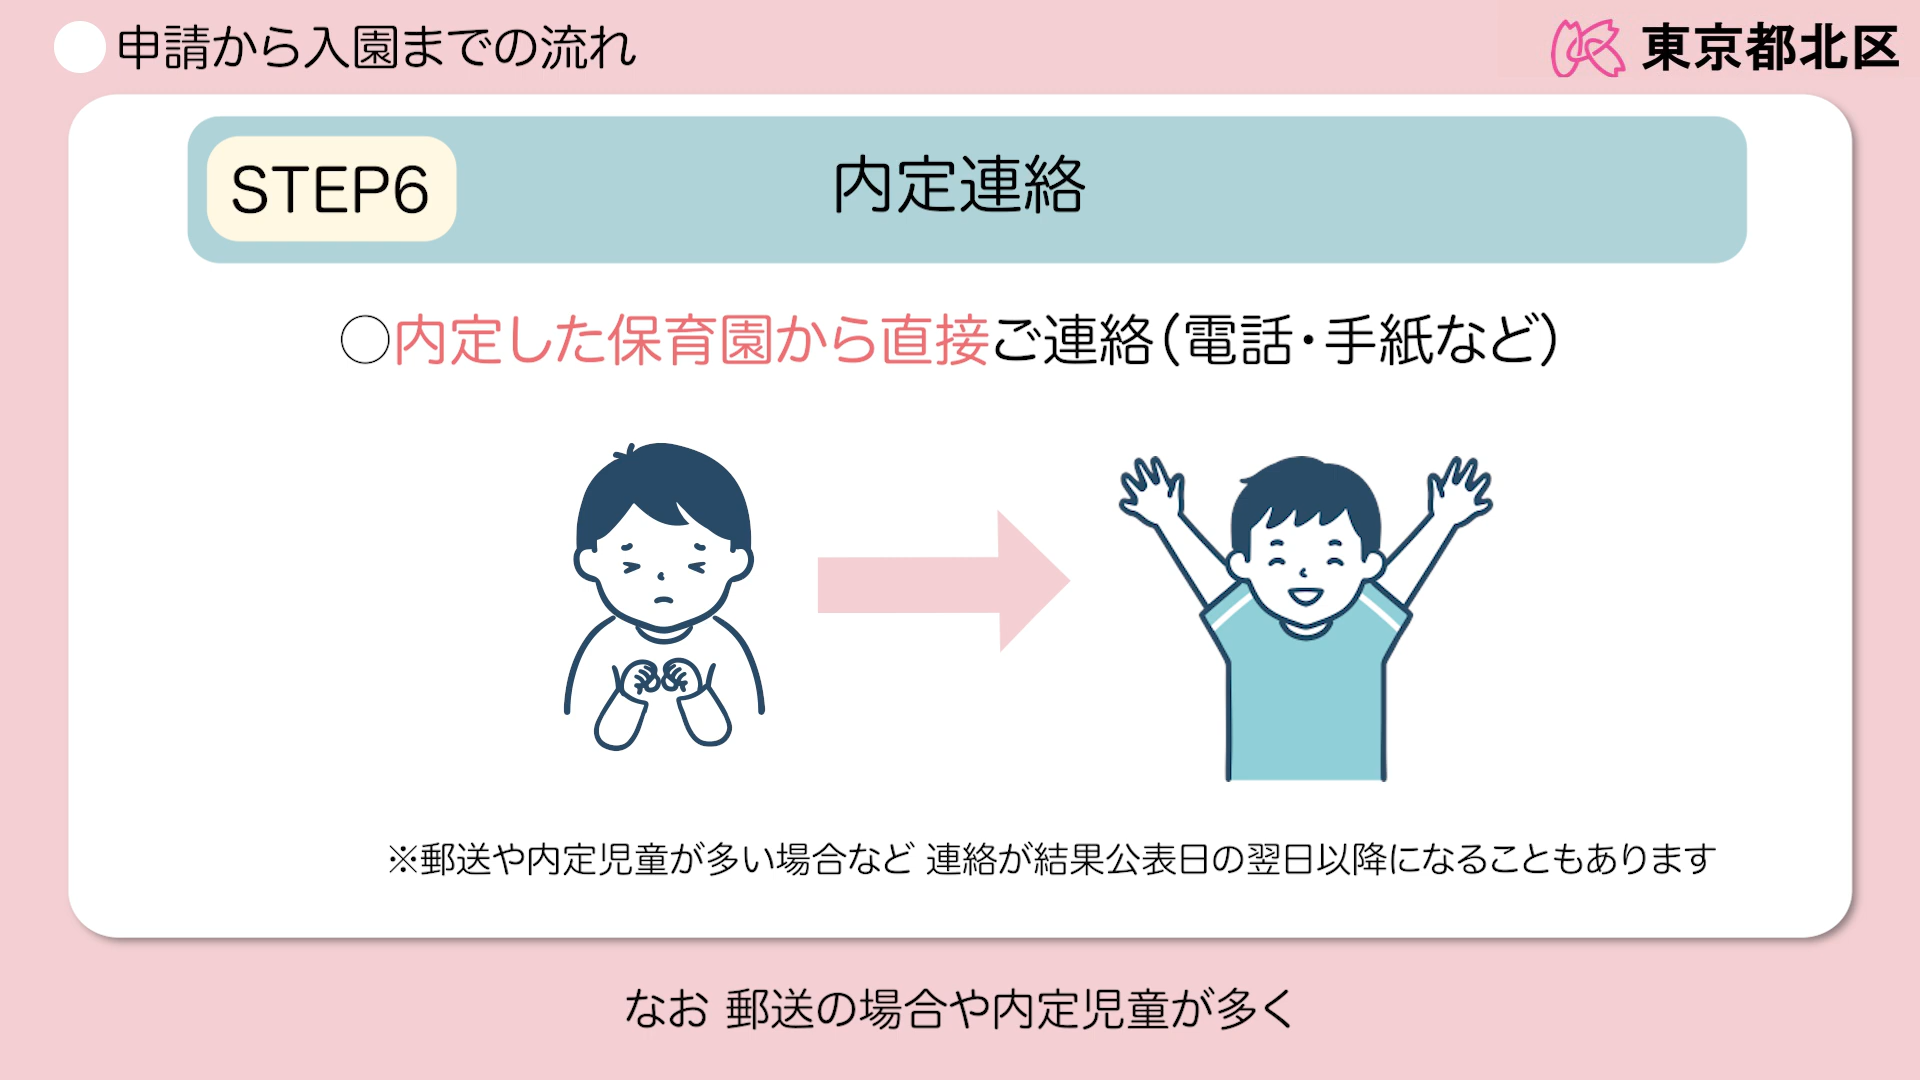 ●申請から入園までの流れ
東京都北区
STEP6
内定連絡
○内定した保育園から直接ご連絡(電話・手紙など)
※郵送や内定児童が多い場合など 連絡が結果公表日の翌日以降になることもあります
なお 郵送の場合や内定児童が多く